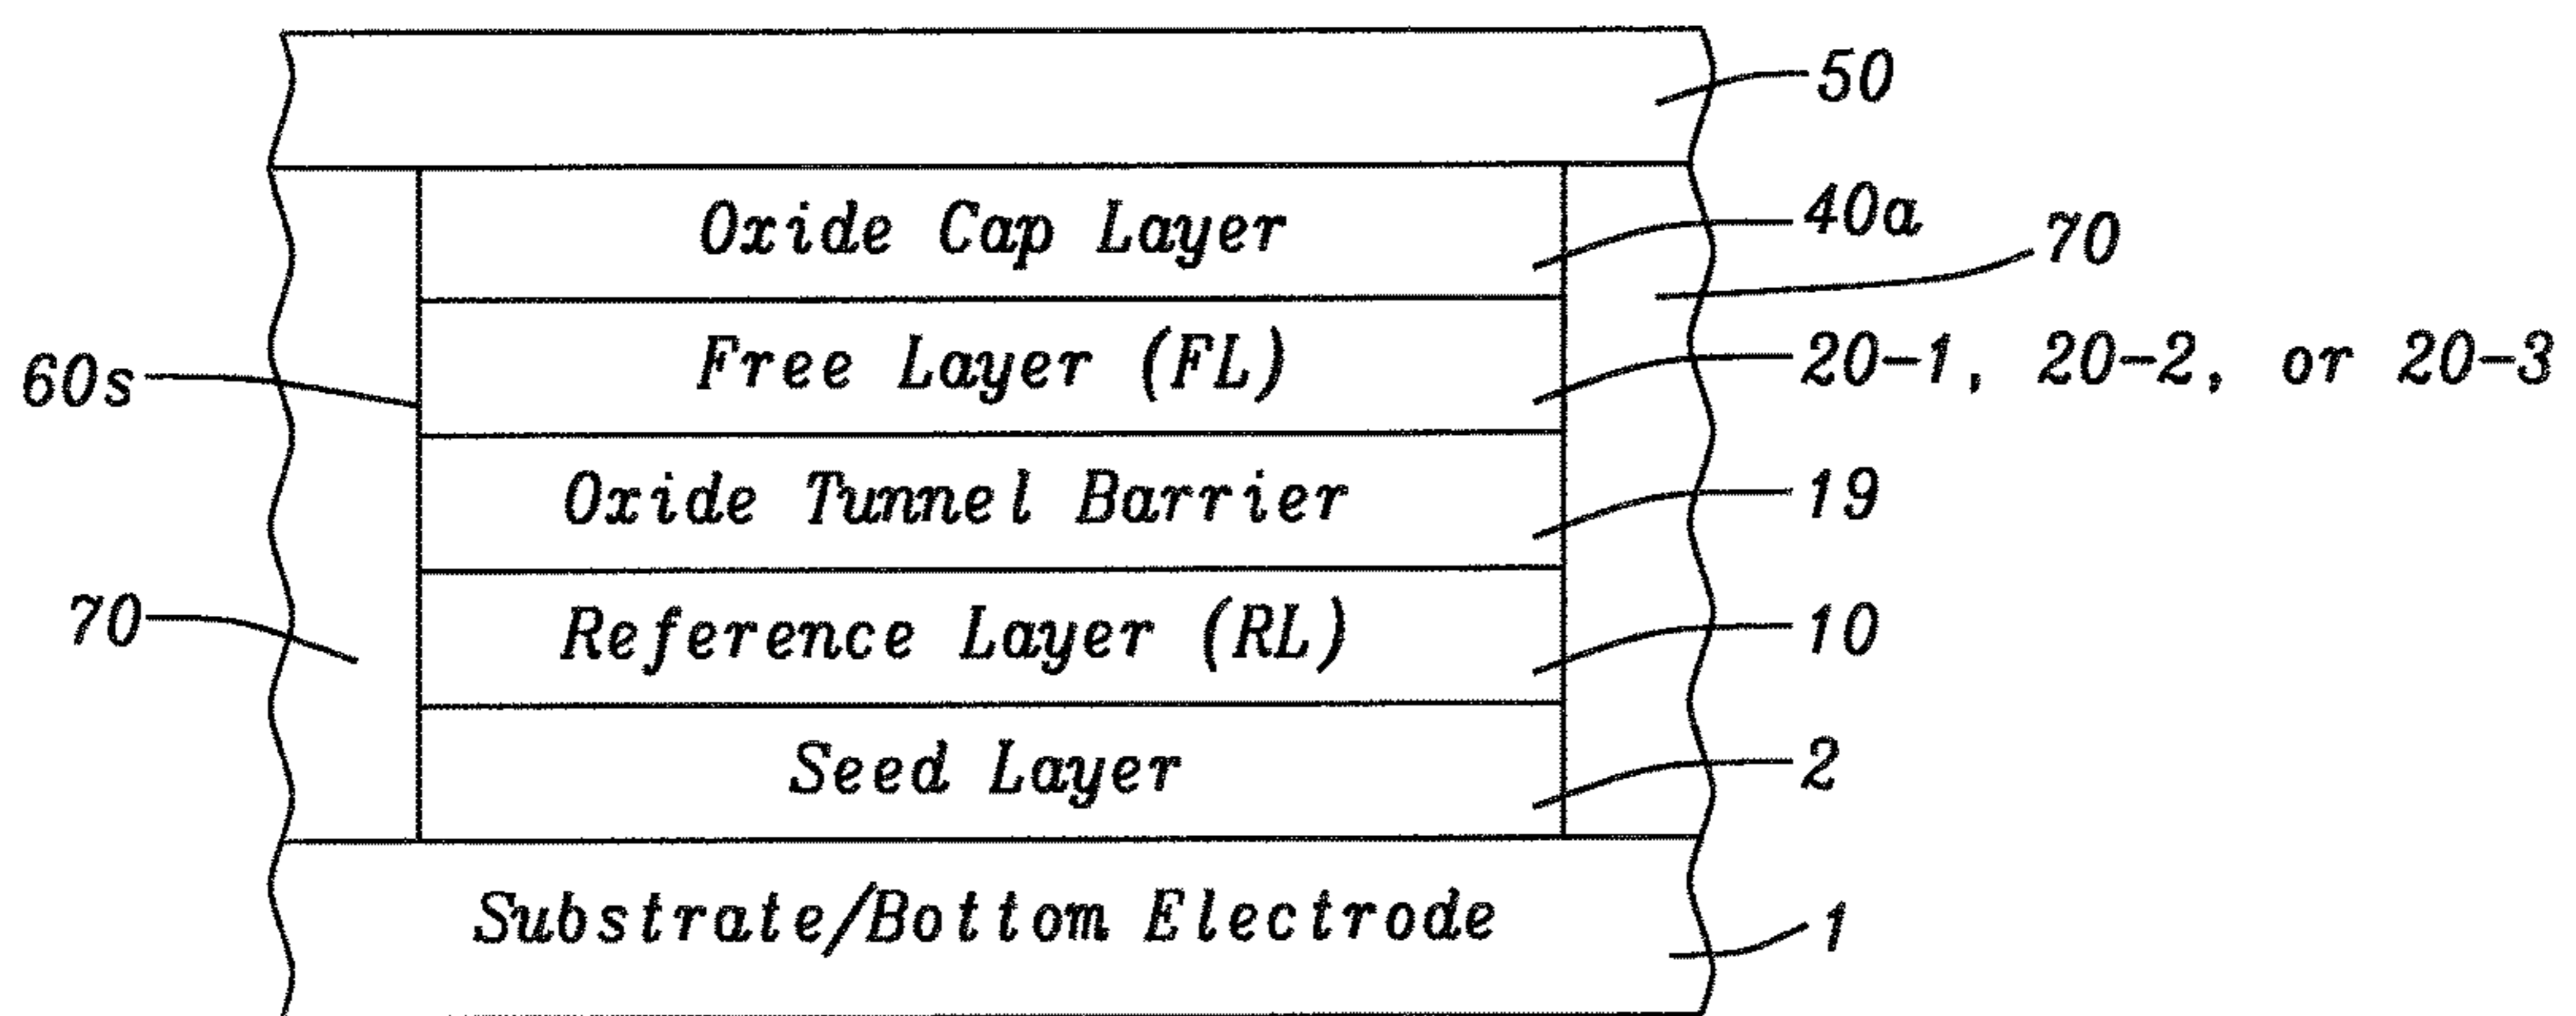 50
Oxide Cap Layer
40a
70
Free Layer (FL)
20-1, 20-2, or 20-3
60s
Oxide Tunnel Barrier
19
Reference Layer (RL)
10
70
Seed Layer
2
Substrate/Bottom Electrode
1